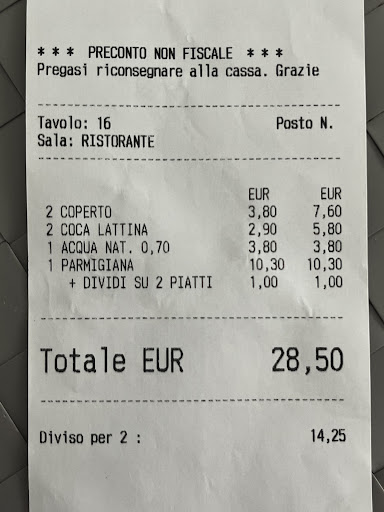 * * * PRECONTO NON FISCALE * * *
Pregasi riconsegnare alla cassa. Grazie
Tavolo: 16 Posto N.
Sala: RISTORANTE
EUR EUR
2 COPERTO 3,80 7,60
2 COCA LATTINA 2,90 5,80
1 ACQUA NAT. 0,70 3,80 3,80
1 PARMIGIANA 10,30 10,30
+ DIVIDI SU 2 PIATTI 1,00 1,00
Totale EUR 28,50
Diviso per 2 : 14,25